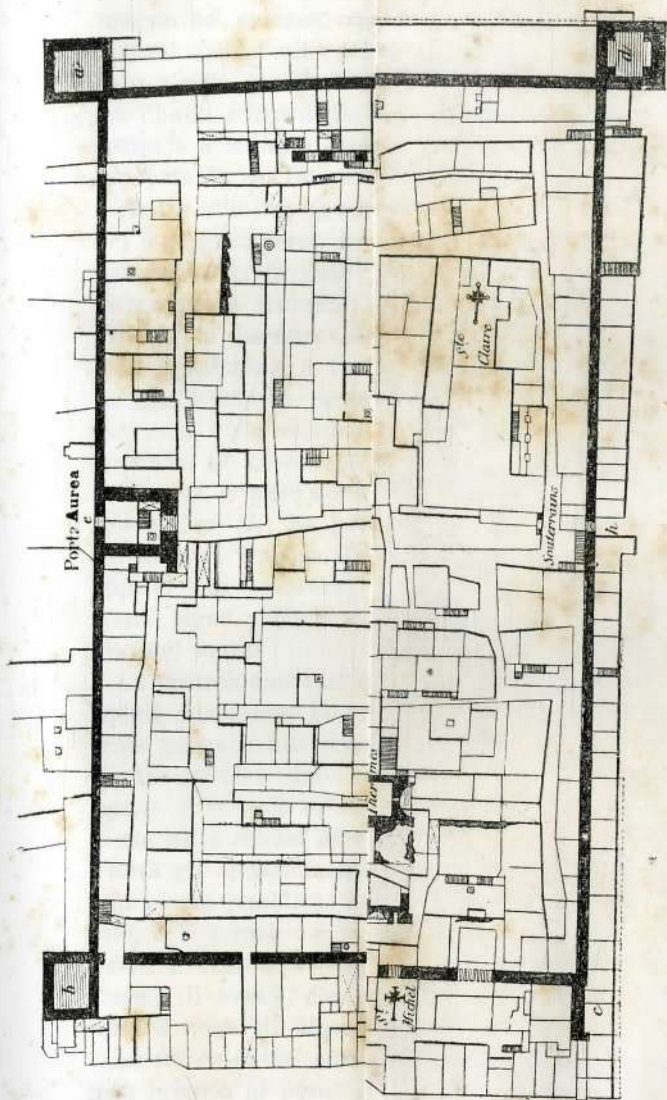 a
d
Porta Aurea
e
Ste
Claire
Souterrains
h
Thermes
b
St
Michel
c